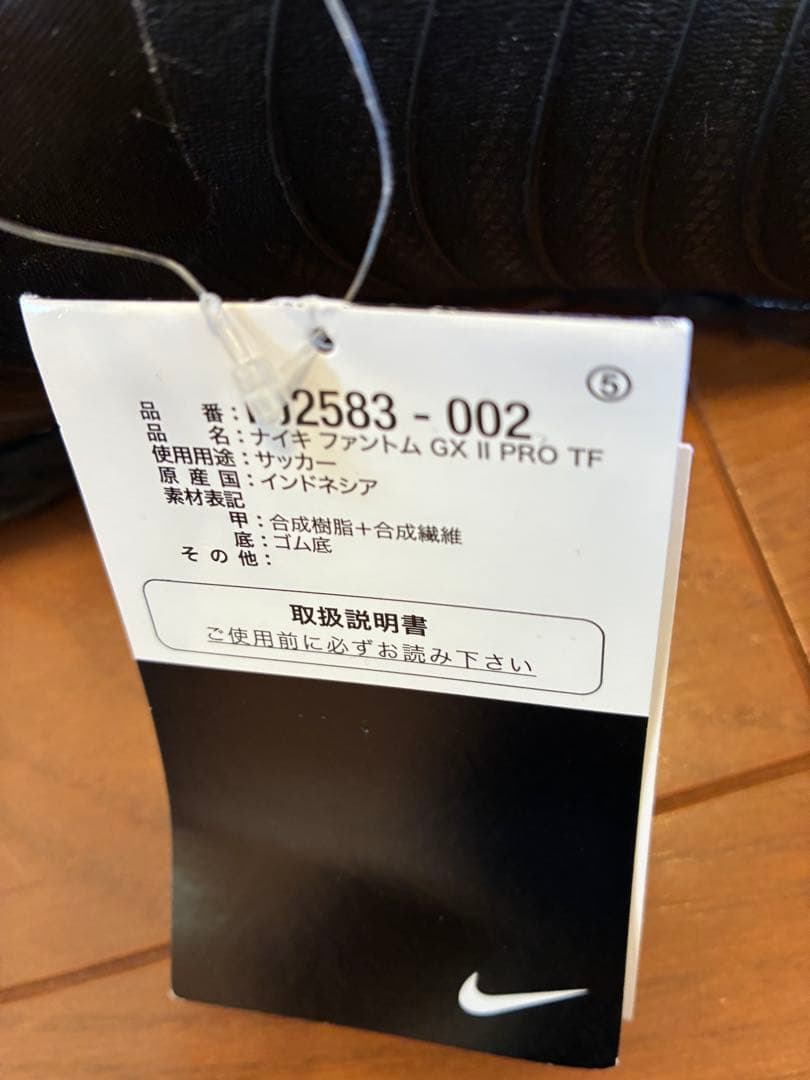 ⑤
品 番：2583 - 002
品 名：ナイキ ファントム GX II PRO TF
使用用途：サッカー
原産国：インドネシア
素材表記
甲：合成樹脂＋合成繊維
底：ゴム底
その他：
取扱説明書
ご使用前に必ずお読み下さい